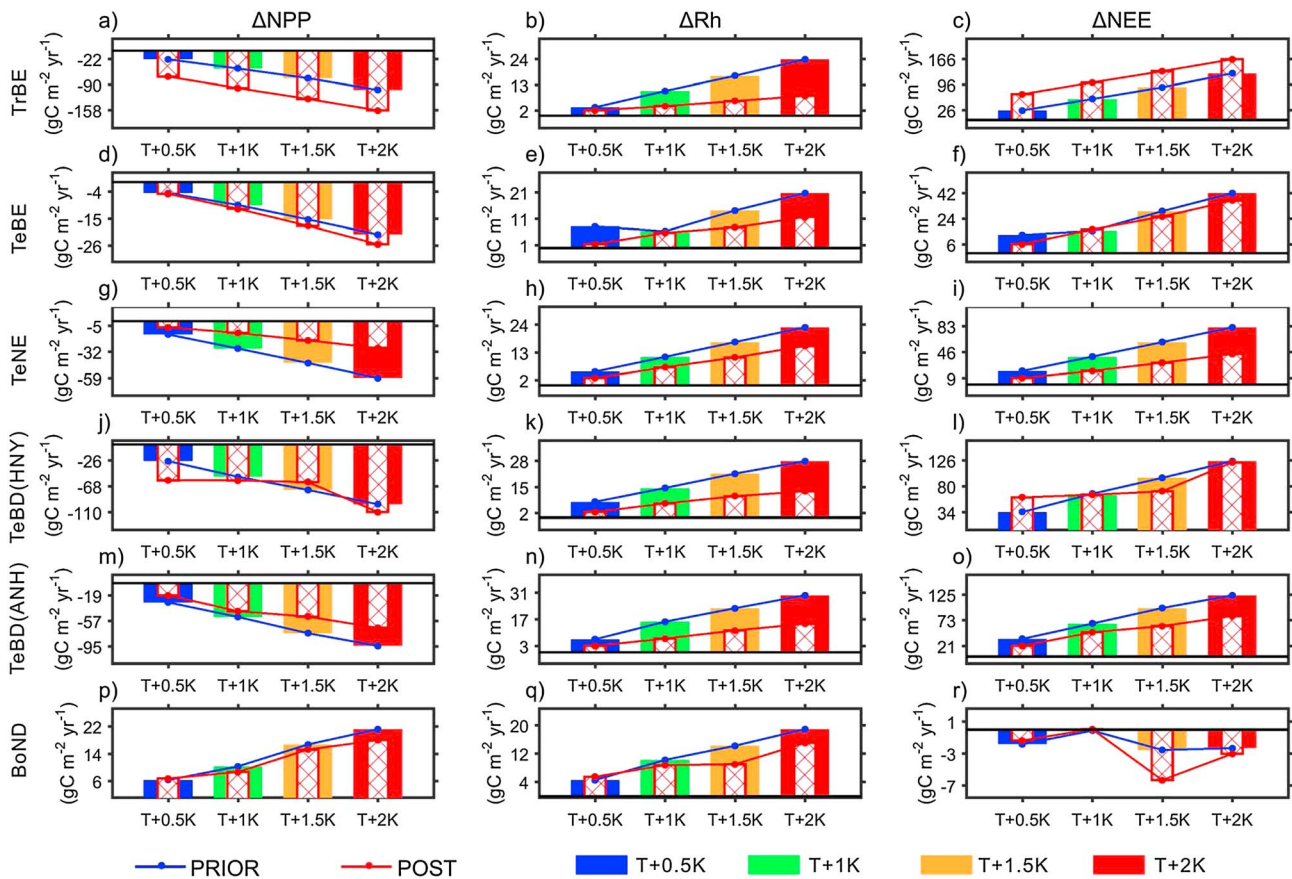 a) ΔNPP b) ΔRh c) ΔNEE
TrBE (gC m⁻² yr⁻¹) -22 -90 -158 (gC m⁻² yr⁻¹) 24 13 2 (gC m⁻² yr⁻¹) 166 96 26
T+0.5K T+1K T+1.5K T+2K T+0.5K T+1K T+1.5K T+2K T+0.5K T+1K T+1.5K T+2K
d) e) f)
TeBE (gC m⁻² yr⁻¹) -4 -15 -26 (gC m⁻² yr⁻¹) 21 11 1 (gC m⁻² yr⁻¹) 42 24 6
T+0.5K T+1K T+1.5K T+2K T+0.5K T+1K T+1.5K T+2K T+0.5K T+1K T+1.5K T+2K
g) h) i)
TeNE (gC m⁻² yr⁻¹) -5 -32 -59 (gC m⁻² yr⁻¹) 24 13 2 (gC m⁻² yr⁻¹) 83 46 9
T+0.5K T+1K T+1.5K T+2K T+0.5K T+1K T+1.5K T+2K T+0.5K T+1K T+1.5K T+2K
j) k) l)
TeBD(HNY) (gC m⁻² yr⁻¹) -26 -68 -110 (gC m⁻² yr⁻¹) 28 15 2 (gC m⁻² yr⁻¹) 126 80 34
T+0.5K T+1K T+1.5K T+2K T+0.5K T+1K T+1.5K T+2K T+0.5K T+1K T+1.5K T+2K
m) n) o)
TeBD(ANH) (gC m⁻² yr⁻¹) -19 -57 -95 (gC m⁻² yr⁻¹) 31 17 3 (gC m⁻² yr⁻¹) 125 73 21
T+0.5K T+1K T+1.5K T+2K T+0.5K T+1K T+1.5K T+2K T+0.5K T+1K T+1.5K T+2K
p) q) r)
BoND (gC m⁻² yr⁻¹) 22 14 6 (gC m⁻² yr⁻¹) 20 12 4 (gC m⁻² yr⁻¹) 1 -3 -7
T+0.5K T+1K T+1.5K T+2K T+0.5K T+1K T+1.5K T+2K T+0.5K T+1K T+1.5K T+2K
PRIOR POST T+0.5K T+1K T+1.5K T+2K